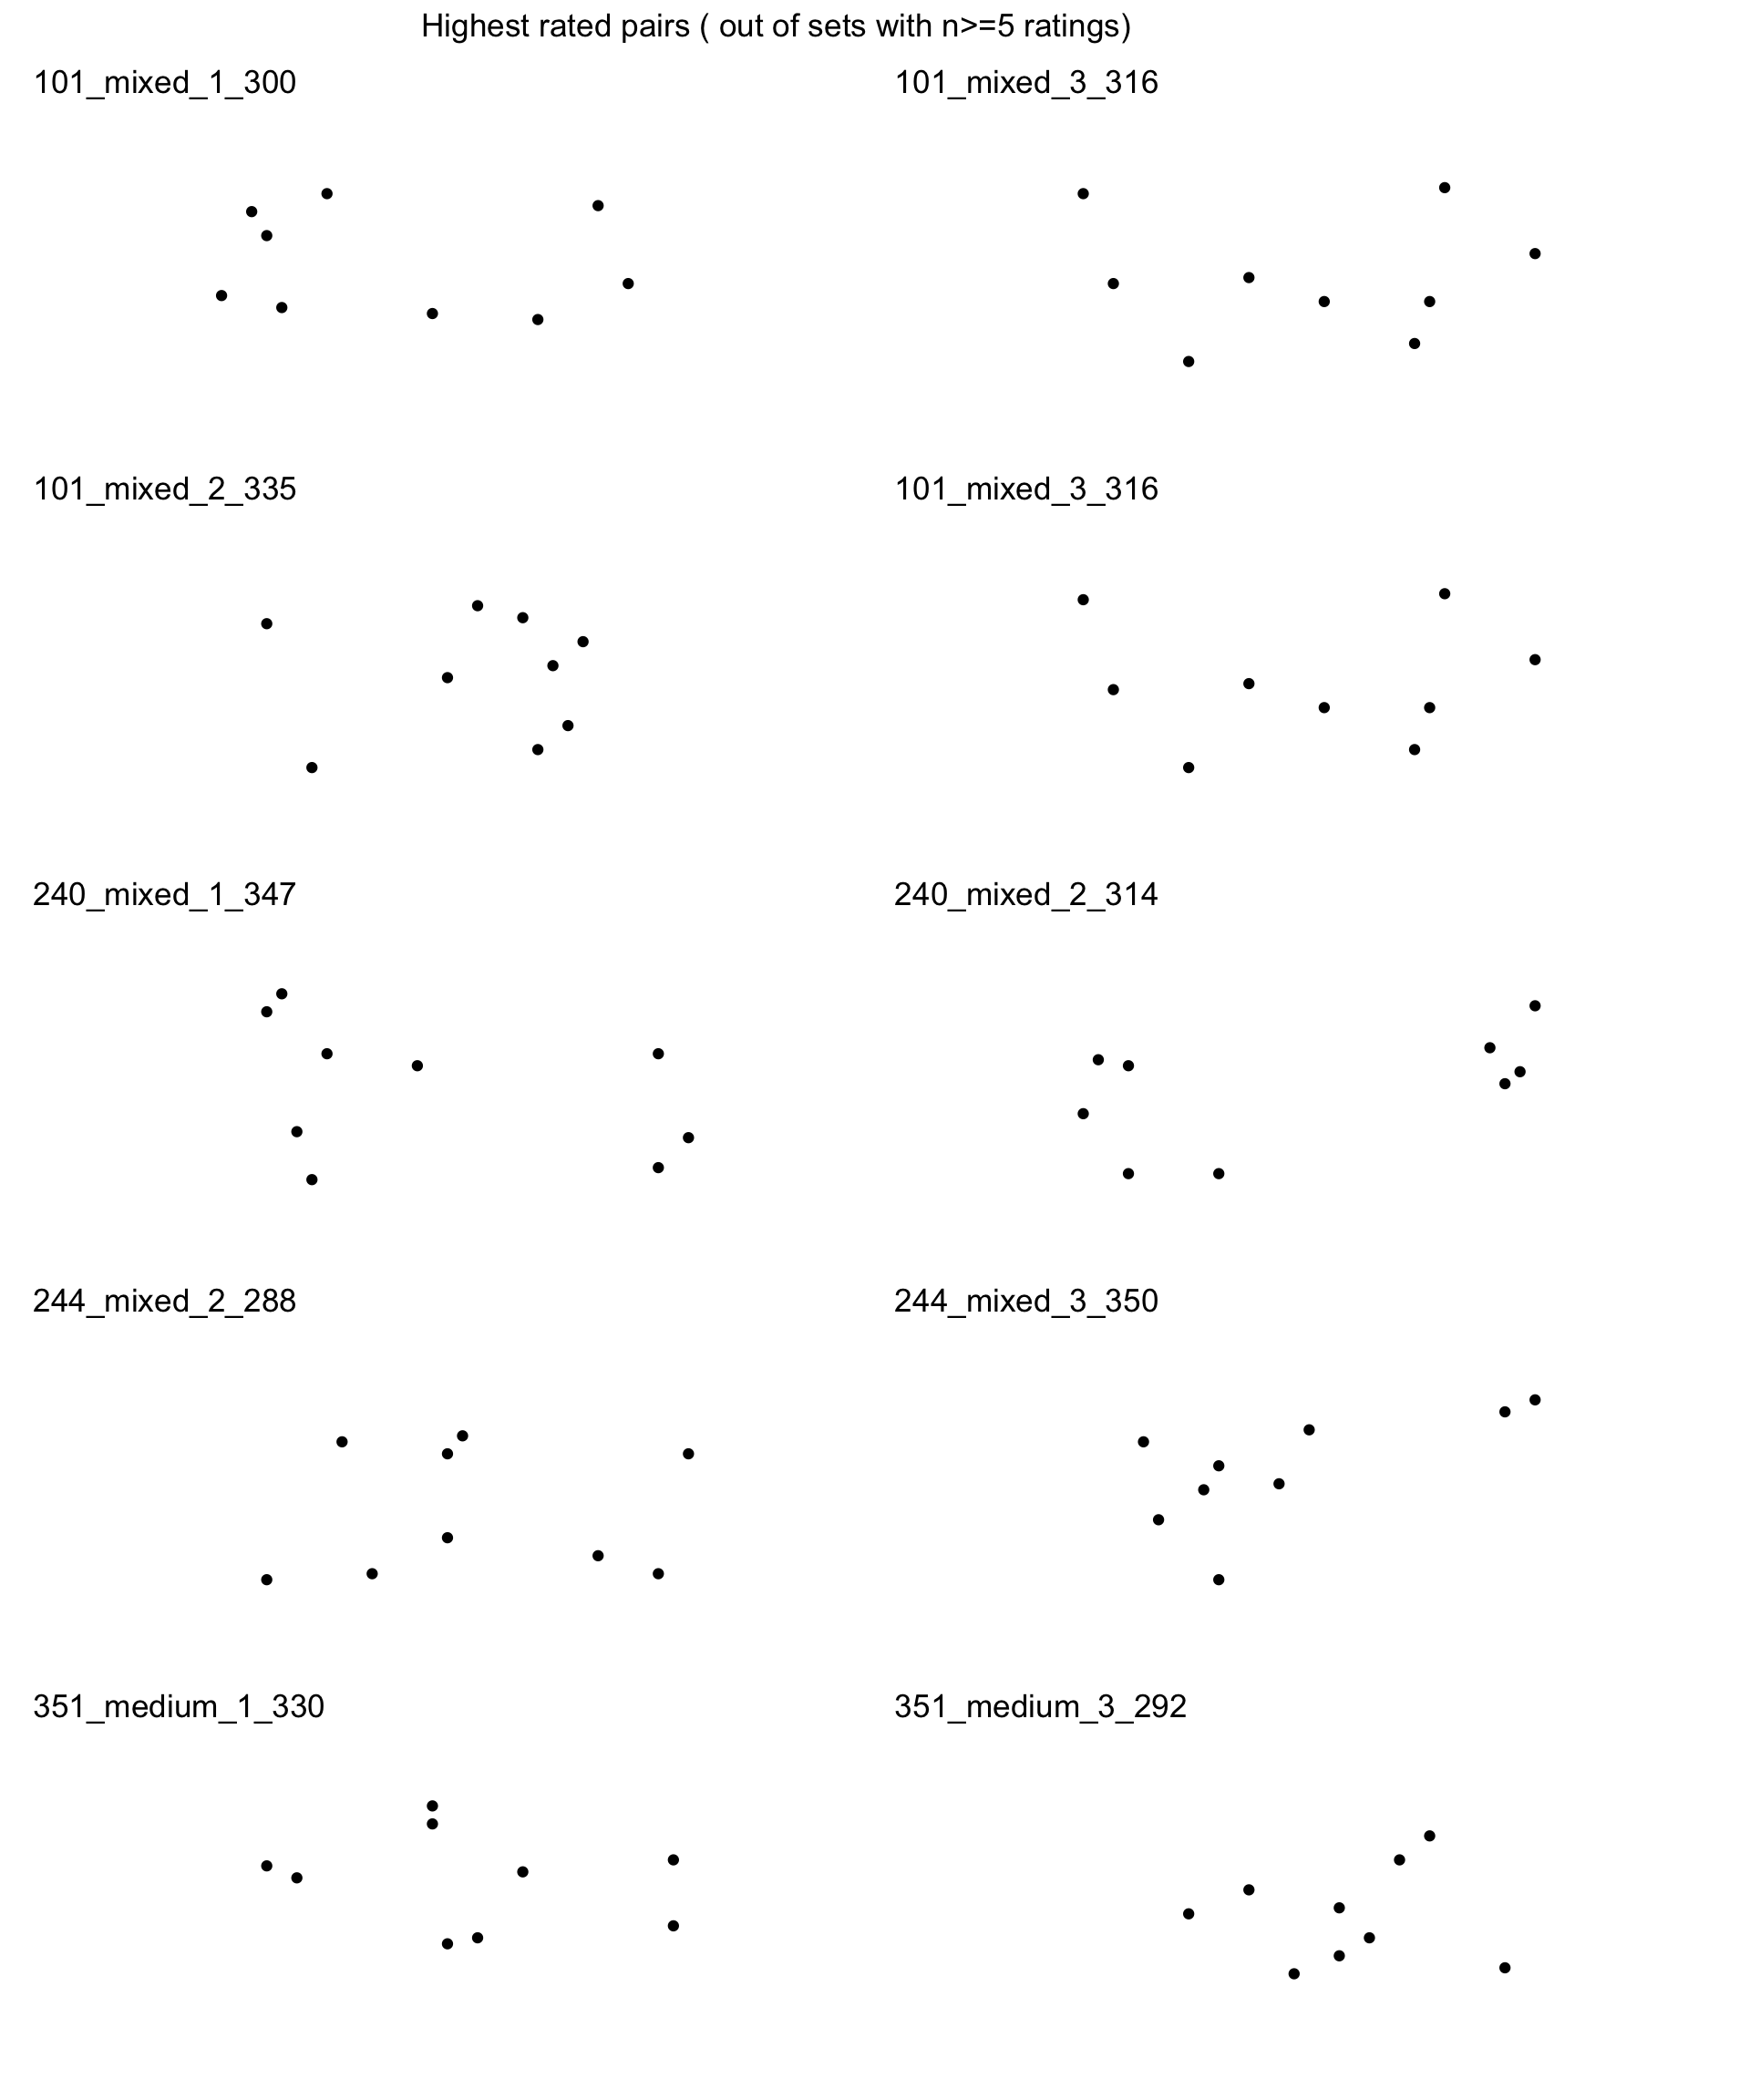 Highest rated pairs ( out of sets with n>=5 ratings)
101_mixed_1_300
101_mixed_3_316
101_mixed_2_335
101_mixed_3_316
240_mixed_1_347
240_mixed_2_314
244_mixed_2_288
244_mixed_3_350
351_medium_1_330
351_medium_3_292